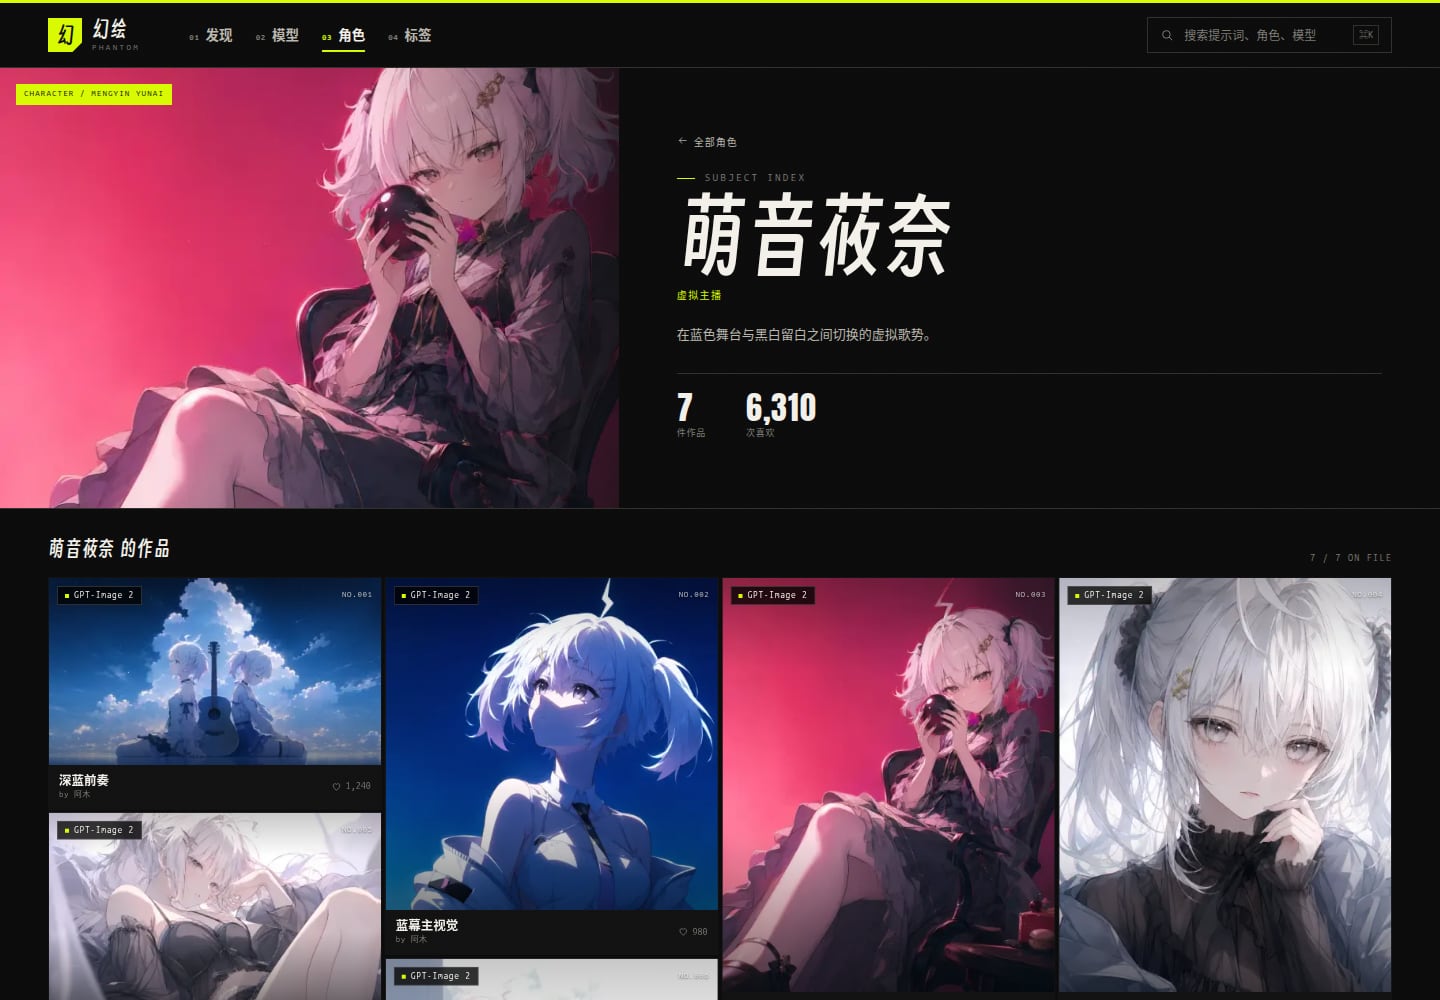 幻 幻绘
PHANTOM
01 发现 02 模型 03 角色 04 标签
搜索提示词、角色、模型 ⌘K
CHARACTER / MENGYIN YUNAI
← 全部角色
SUBJECT INDEX
萌音莜奈
虚拟主播
在蓝色舞台与黑白留白之间切换的虚拟歌势。
7 6,310
件作品 次喜欢
萌音莜奈 的作品
7 / 7 ON FILE
GPT-Image 2 NO.001
深蓝前奏
by 阿木
1,240
GPT-Image 2 NO.002
蓝幕主视觉
by 阿木
980
GPT-Image 2 NO.003
GPT-Image 2 NO.004
GPT-Image 2 NO.005
GPT-Image 2 NO.006